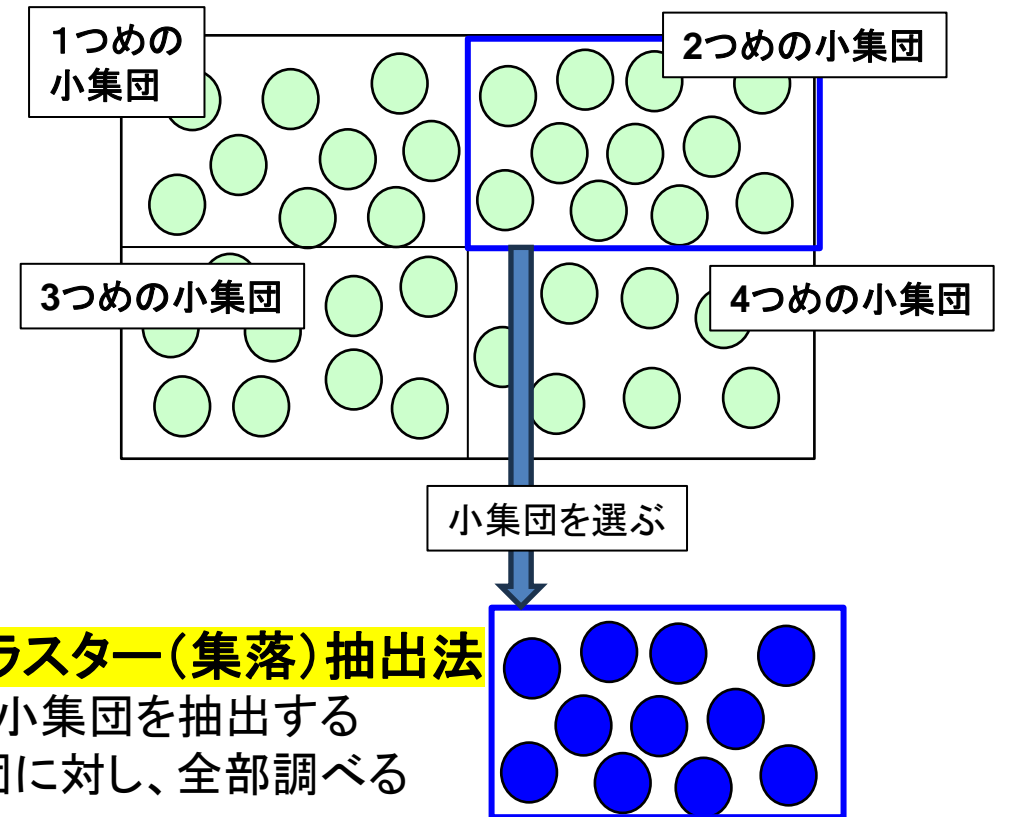 １つめの
小集団
2つめの小集団
3つめの小集団
4つめの小集団
小集団を選ぶ
ラスター（集落）抽出法
小集団を抽出する
団に対し、全部調べる